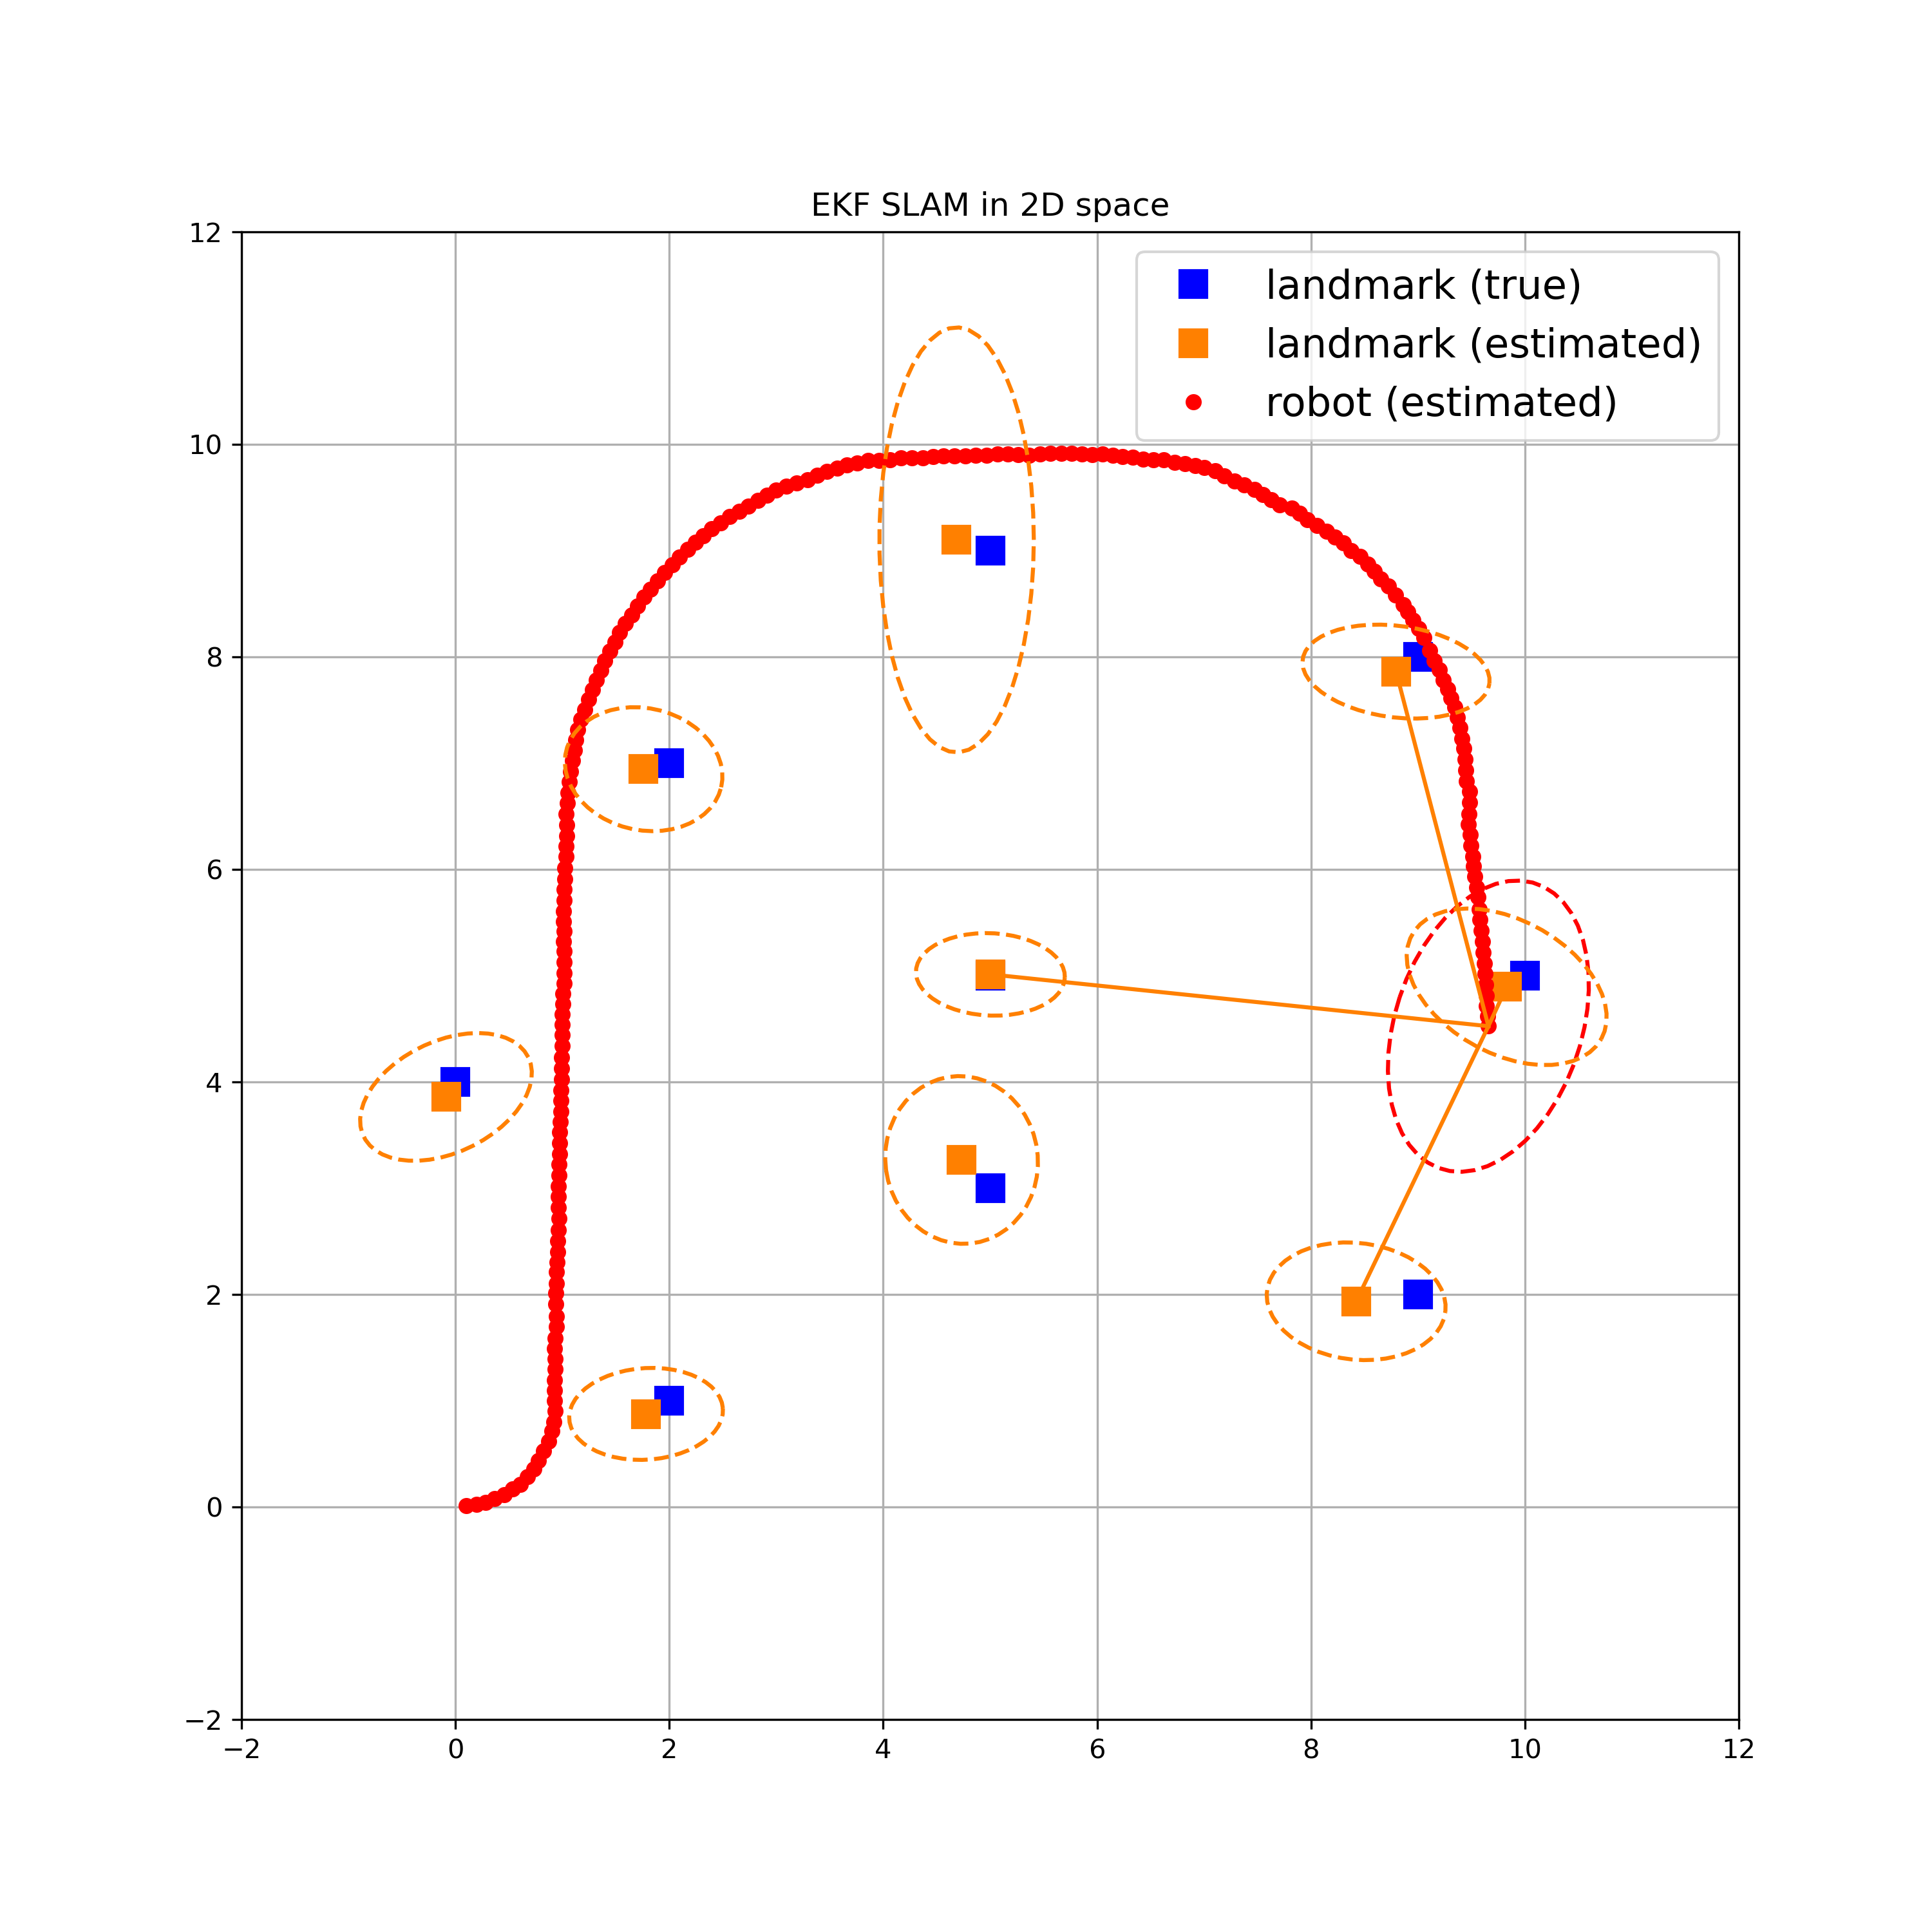 EKF SLAM in 2D space
12
10
8
6
4
2
0
−2
landmark (true)
landmark (estimated)
robot (estimated)
−2 0 2 4 6 8 10 12